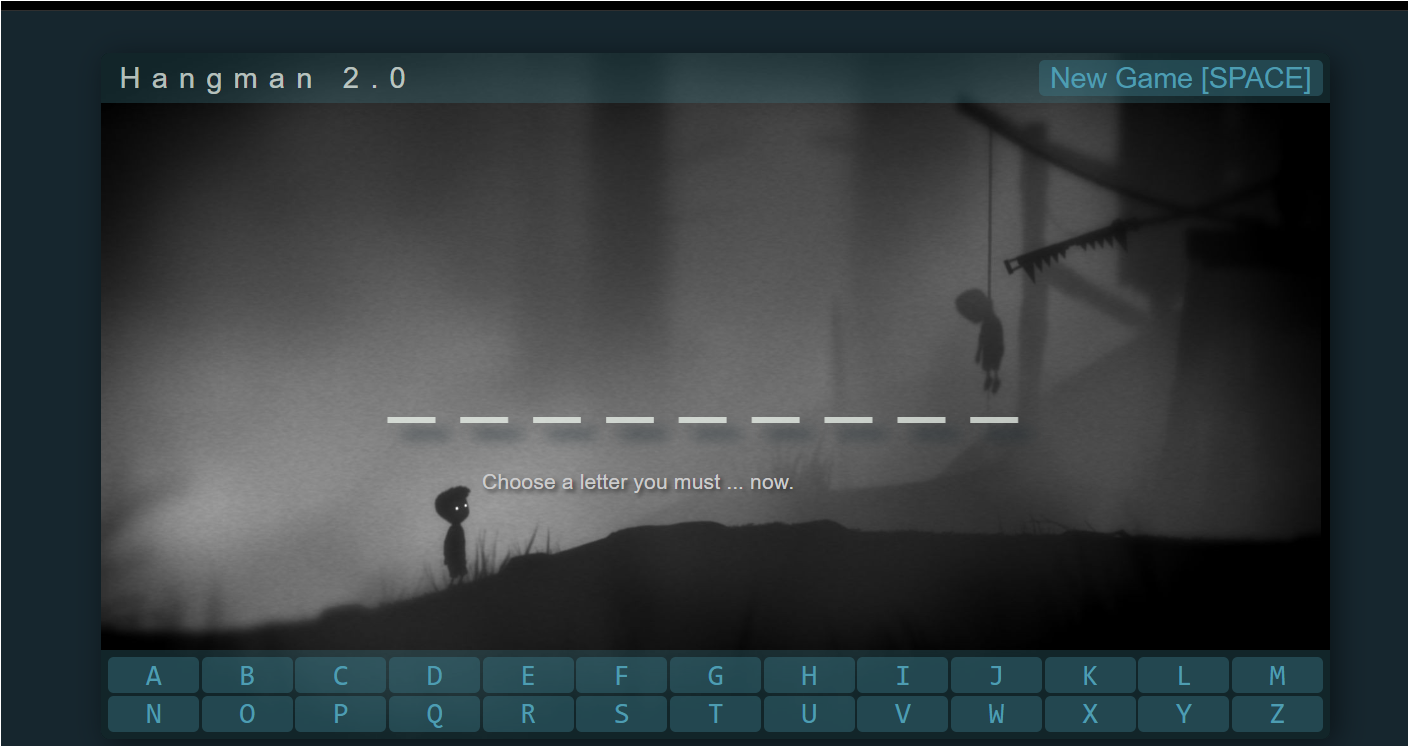 Hangman 2.0
New Game [SPACE]
_ _ _ _ _ _ _ _ _
Choose a letter you must ... now.
A B C D E F G H I J K L M
N O P Q R S T U V W X Y Z